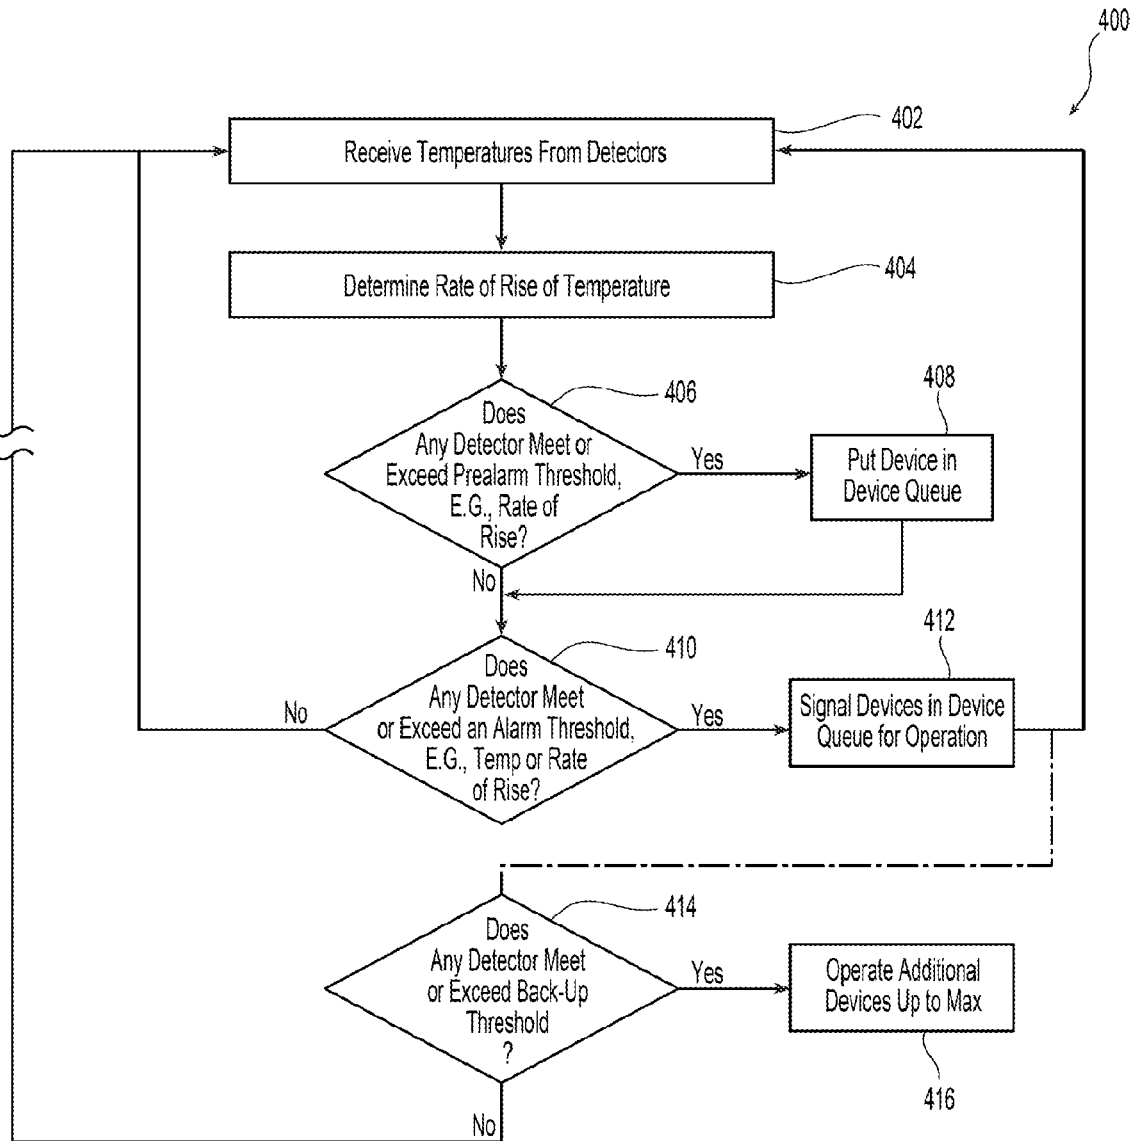 400
402
Receive Temperatures From Detectors
404
Determine Rate of Rise of Temperature
406
408
Does
Any Detector Meet or
Exceed Prealarm Threshold,
E.G., Rate of
Rise?
Yes
Put Device in
Device Queue
No
410
412
Does
Any Detector Meet
or Exceed an Alarm Threshold,
E.G., Temp or Rate
of Rise?
No
Yes
Signal Devices in Device
Queue for Operation
414
Does
Any Detector Meet
or Exceed Back-Up
Threshold
?
Yes
Operate Additional
Devices Up to Max
416
No